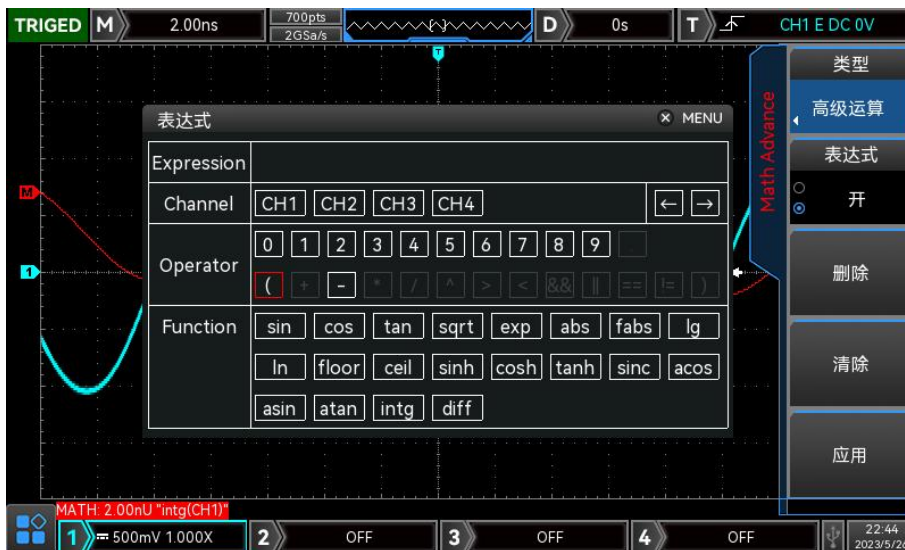 TRIGED M 2.00ns 700pts D 0s T CH1 E DC 0V
2GSa/s
T
类型
高级运算
表达式
开
删除
清除
应用
Math Advance
表达式 × MENU
Expression
Channel CH1 CH2 CH3 CH4 ← →
Operator 0 1 2 3 4 5 6 7 8 9 .
( + - * / ^ > < && || == != )
Function sin cos tan sqrt exp abs fabs lg
ln floor ceil sinh cosh tanh sinc acos
asin atan intg diff
M
1
MATH: 2.00nU "intg(CH1)"
1 500mV 1.000X 2 OFF 3 OFF 4 OFF 22:44